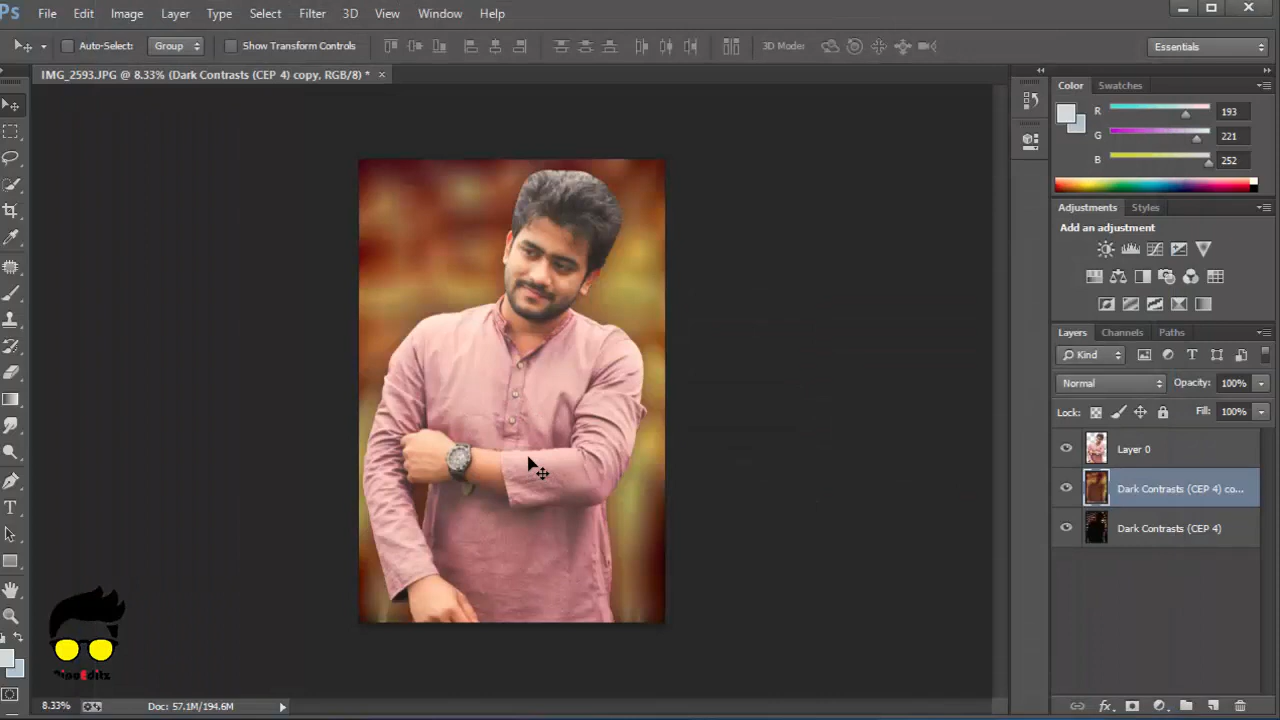 Ps File Edit Image Layer Type Select Filter 3D View Window Help
Auto-Select: Group Show Transform Controls 3D Mode: Essentials
IMG_2593.JPG @ 8.33% (Dark Contrasts (CEP 4) copy, RGB/8) * ×
Color Swatches
R 193
G 221
B 252
Adjustments Styles
Add an adjustment
Layers Channels Paths
Kind
Normal Opacity: 100%
Lock: Fill: 100%
Layer 0
Dark Contrasts (CEP 4) co...
Dark Contrasts (CEP 4)
8.33% Doc: 57.1M/194.6M